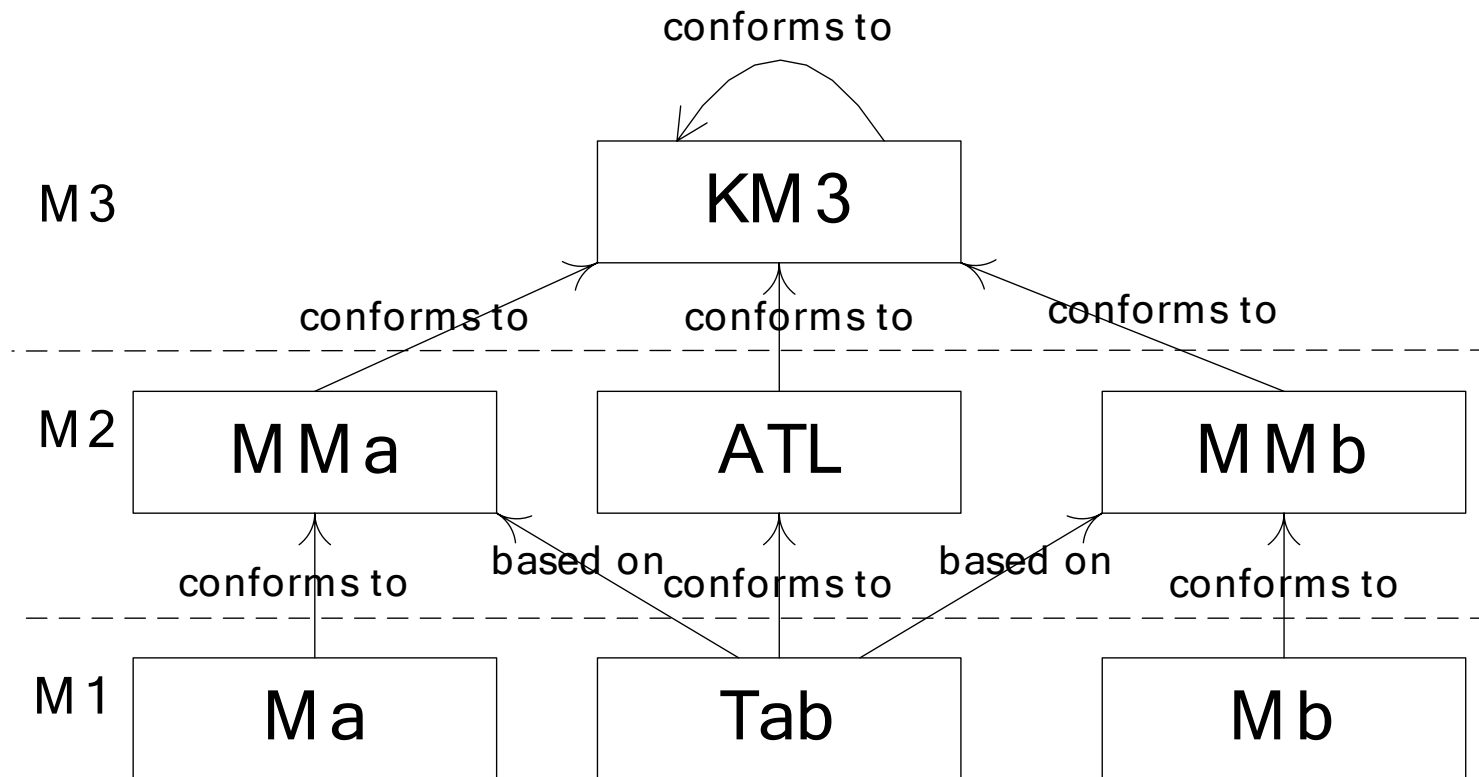 conforms to
M3
KM3
conforms to
conforms to
conforms to
M2
MMa
ATL
MMb
based on
based on
conforms to
conforms to
conforms to
M1
Ma
Tab
Mb